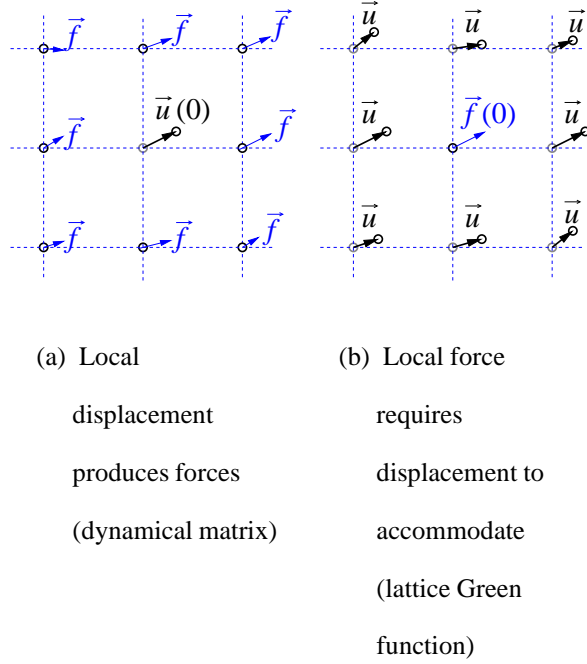 f⃗ f⃗ f⃗ u⃗ u⃗ u⃗
f⃗ u⃗(0) f⃗ u⃗ f⃗(0) u⃗
f⃗ f⃗ f⃗ u⃗ u⃗ u⃗
(a) Local
displacement
produces forces
(dynamical matrix)
(b) Local force
requires
displacement to
accommodate
(lattice Green
function)